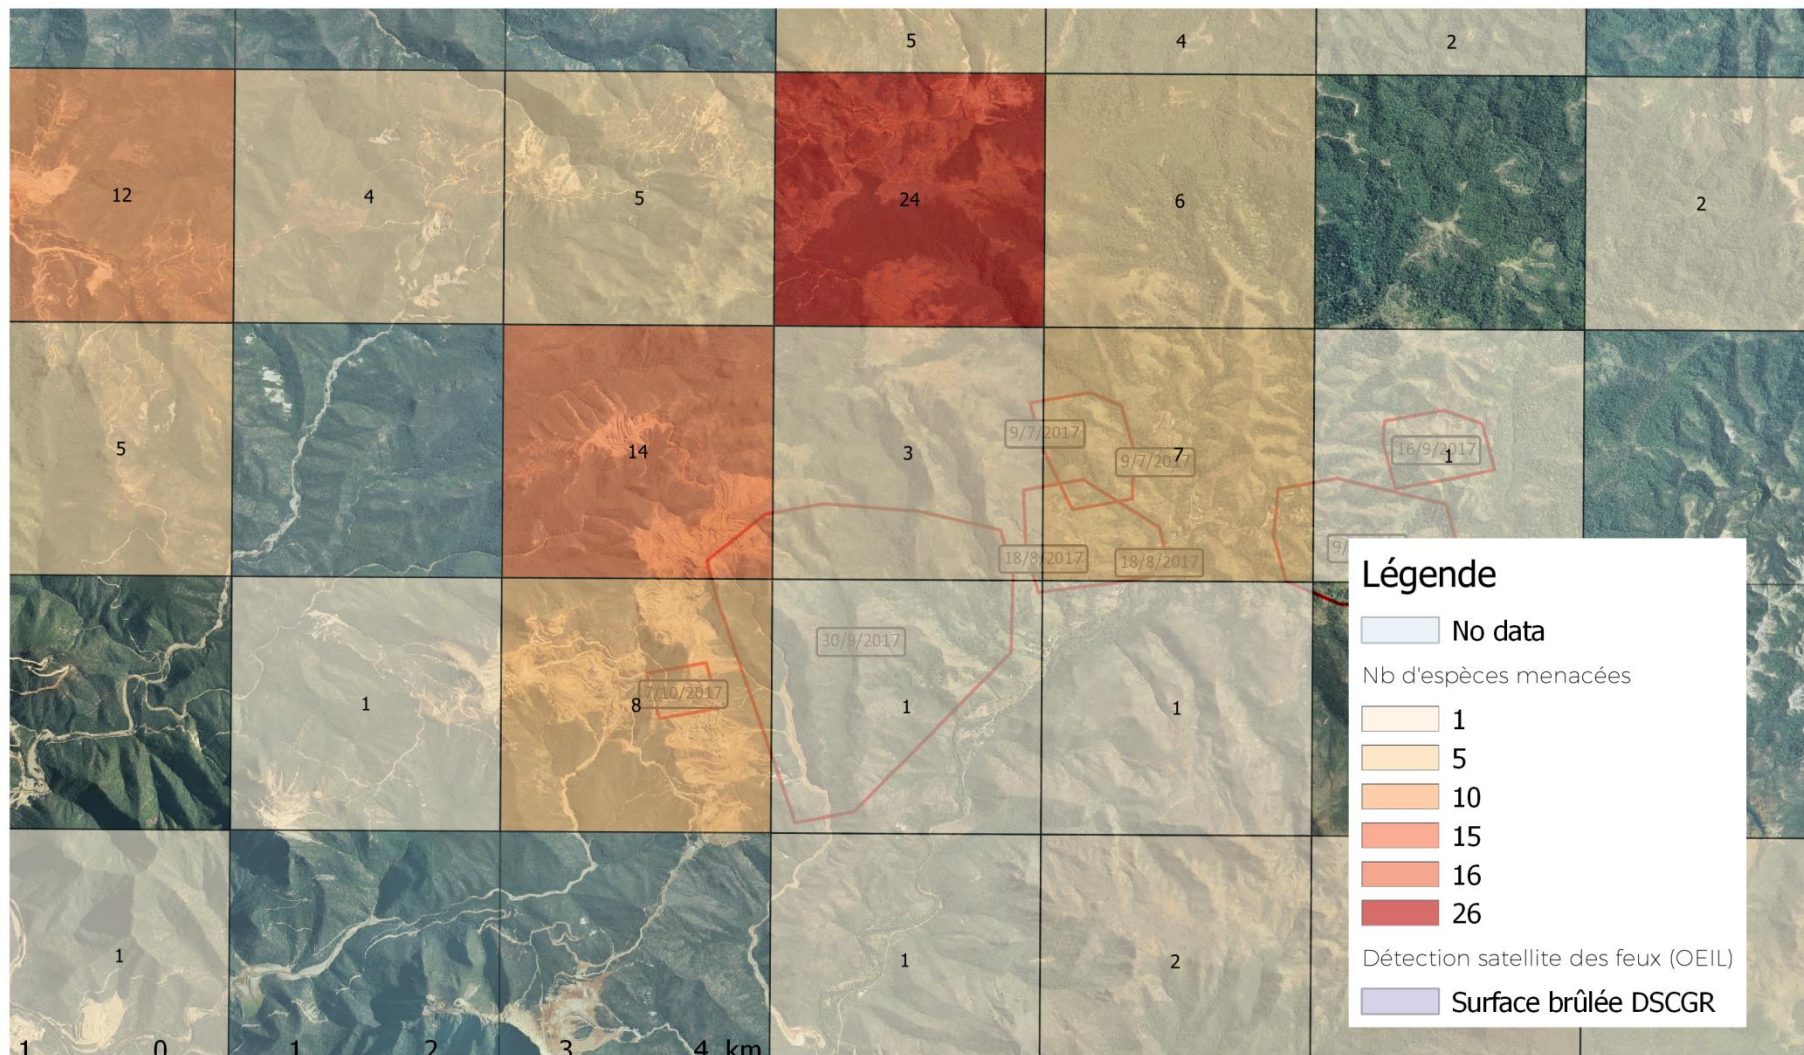 5 4 2
12 4 5 24 6 2
5 14 3 7 1
9/7/2017
9/7/2017
16/9/2017
18/8/2017
18/8/2017
1 8 1 1
30/9/2017
7/10/2017
1 1 2
1 0 1 2 3 4 km
Légende
No data
Nb d'espèces menacées
1
5
10
15
16
26
Détection satellite des feux (OEIL)
Surface brûlée DSCGR